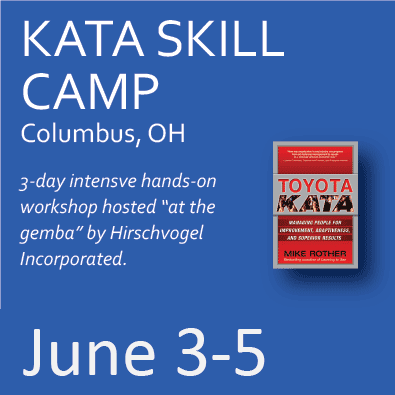 KATA SKILL
CAMP
Columbus, OH
3-day intensve hands-on
workshop hosted “at the
gemba” by Hirschvogel
Incorporated.
TOYOTA
KATA
MANAGING PEOPLE FOR
IMPROVEMENT, ADAPTIVENESS,
AND SUPERIOR RESULTS
MIKE ROTHER
June 3-5